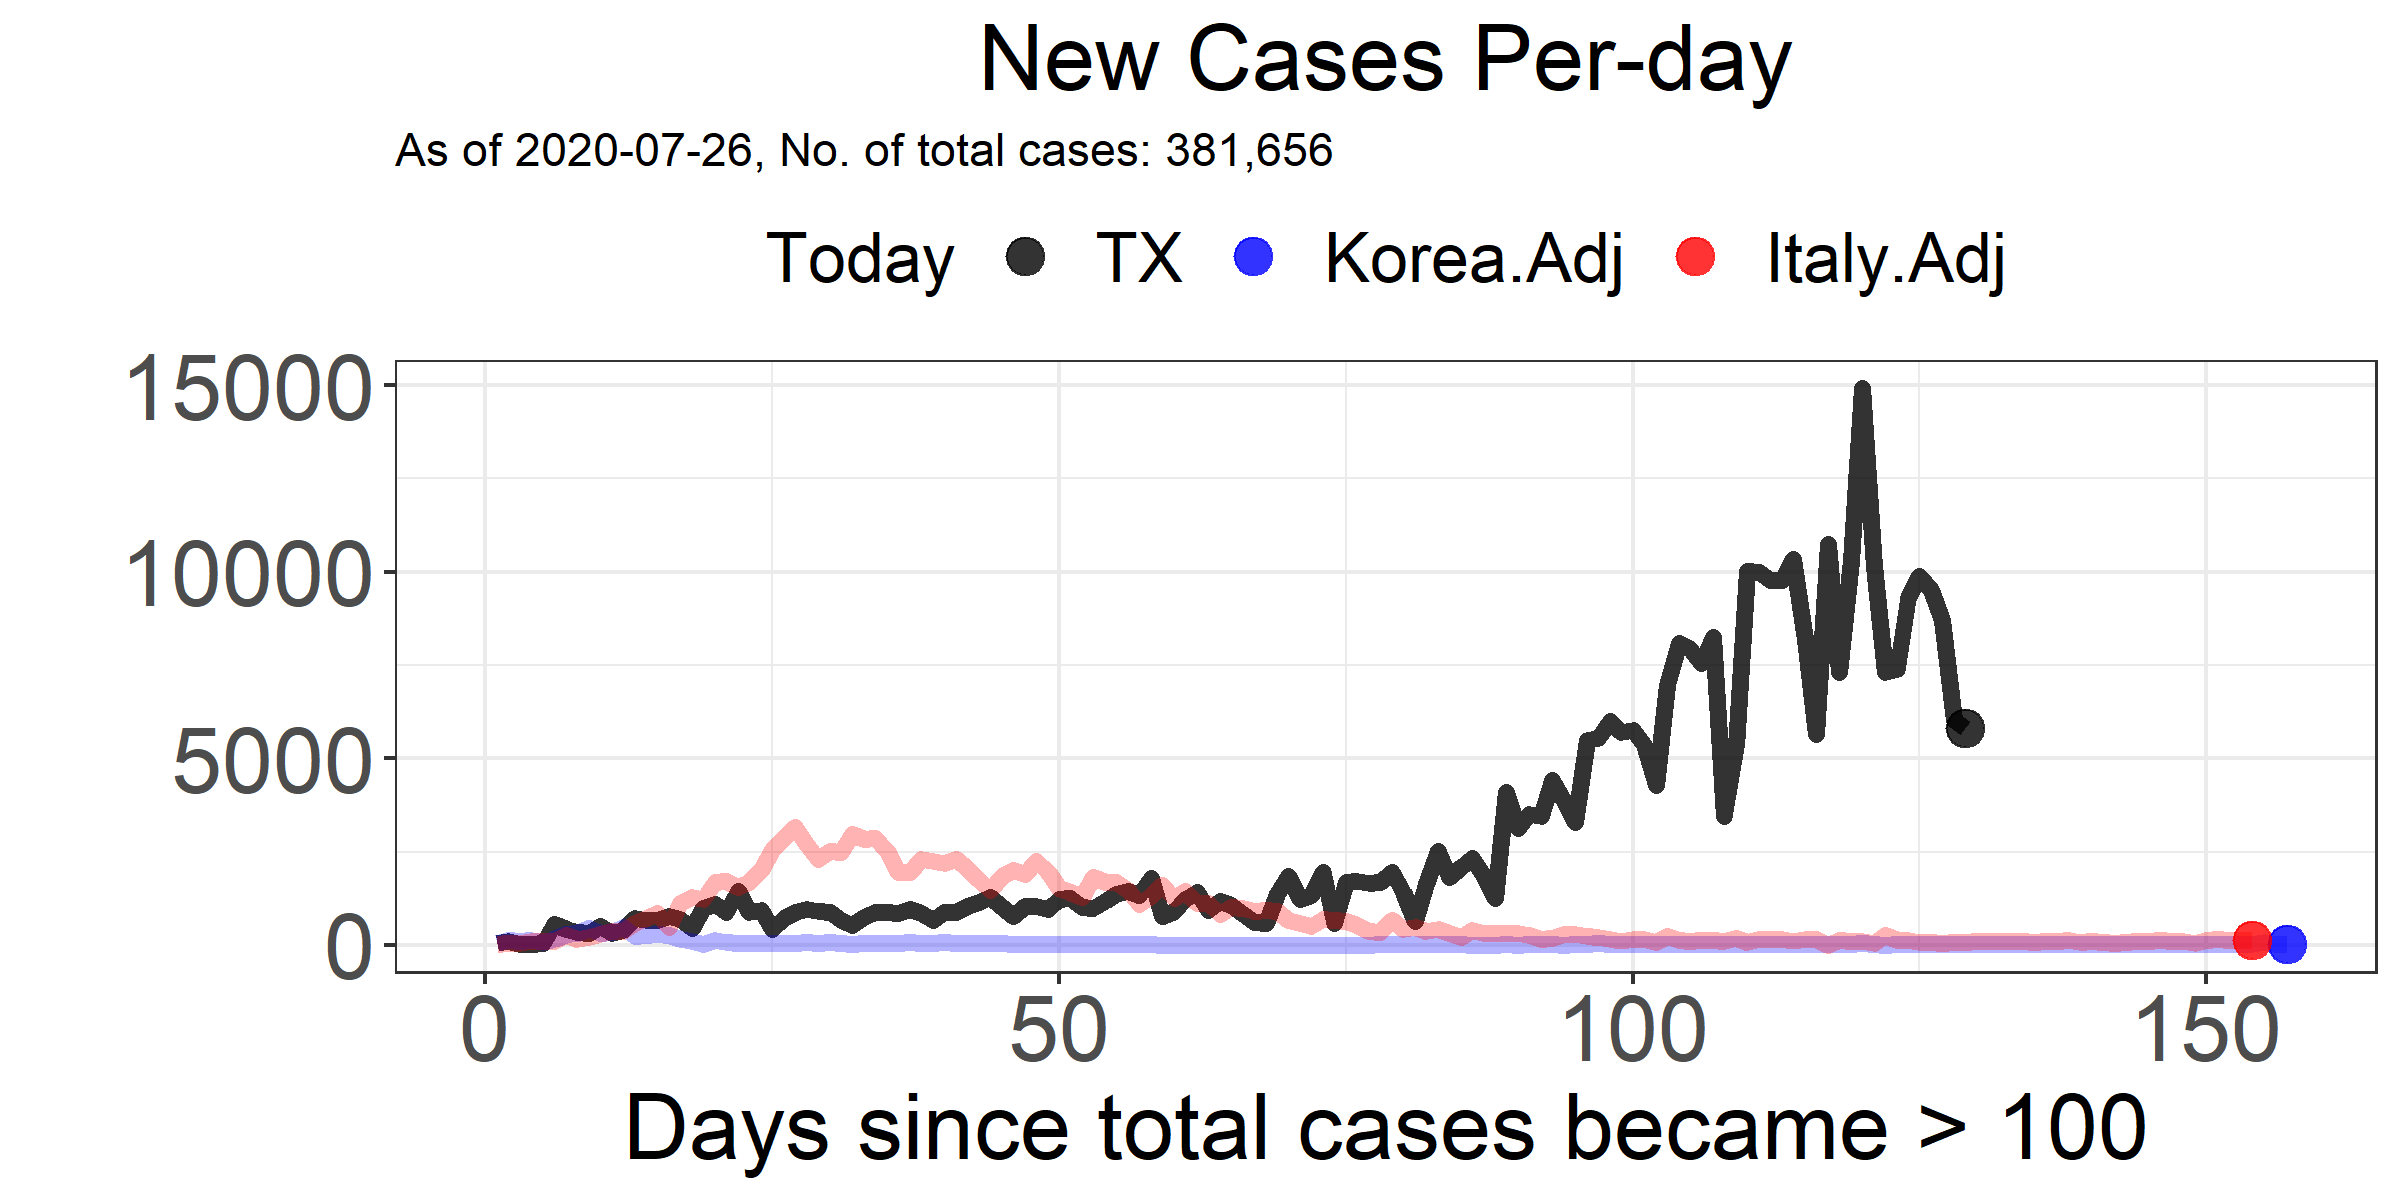 New Cases Per-day
As of 2020-07-26, No. of total cases: 381,656
Today TX Korea.Adj Italy.Adj
15000
10000
5000
0
0 50 100 150
Days since total cases became > 100